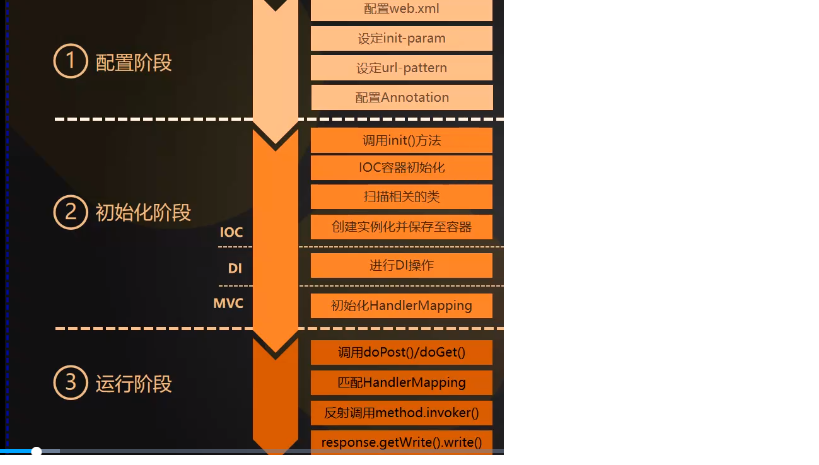 配置web.xml
设定init-param
① 配置阶段
设定url-pattern
配置Annotation
调用init()方法
IOC容器初始化
扫描相关的类
② 初始化阶段
创建实例化并保存至容器
IOC
DI
进行DI操作
MVC
初始化HandlerMapping
调用doPost()/doGet()
③ 运行阶段
匹配HandlerMapping
反射调用method.invoker()
response.getWrite().write()